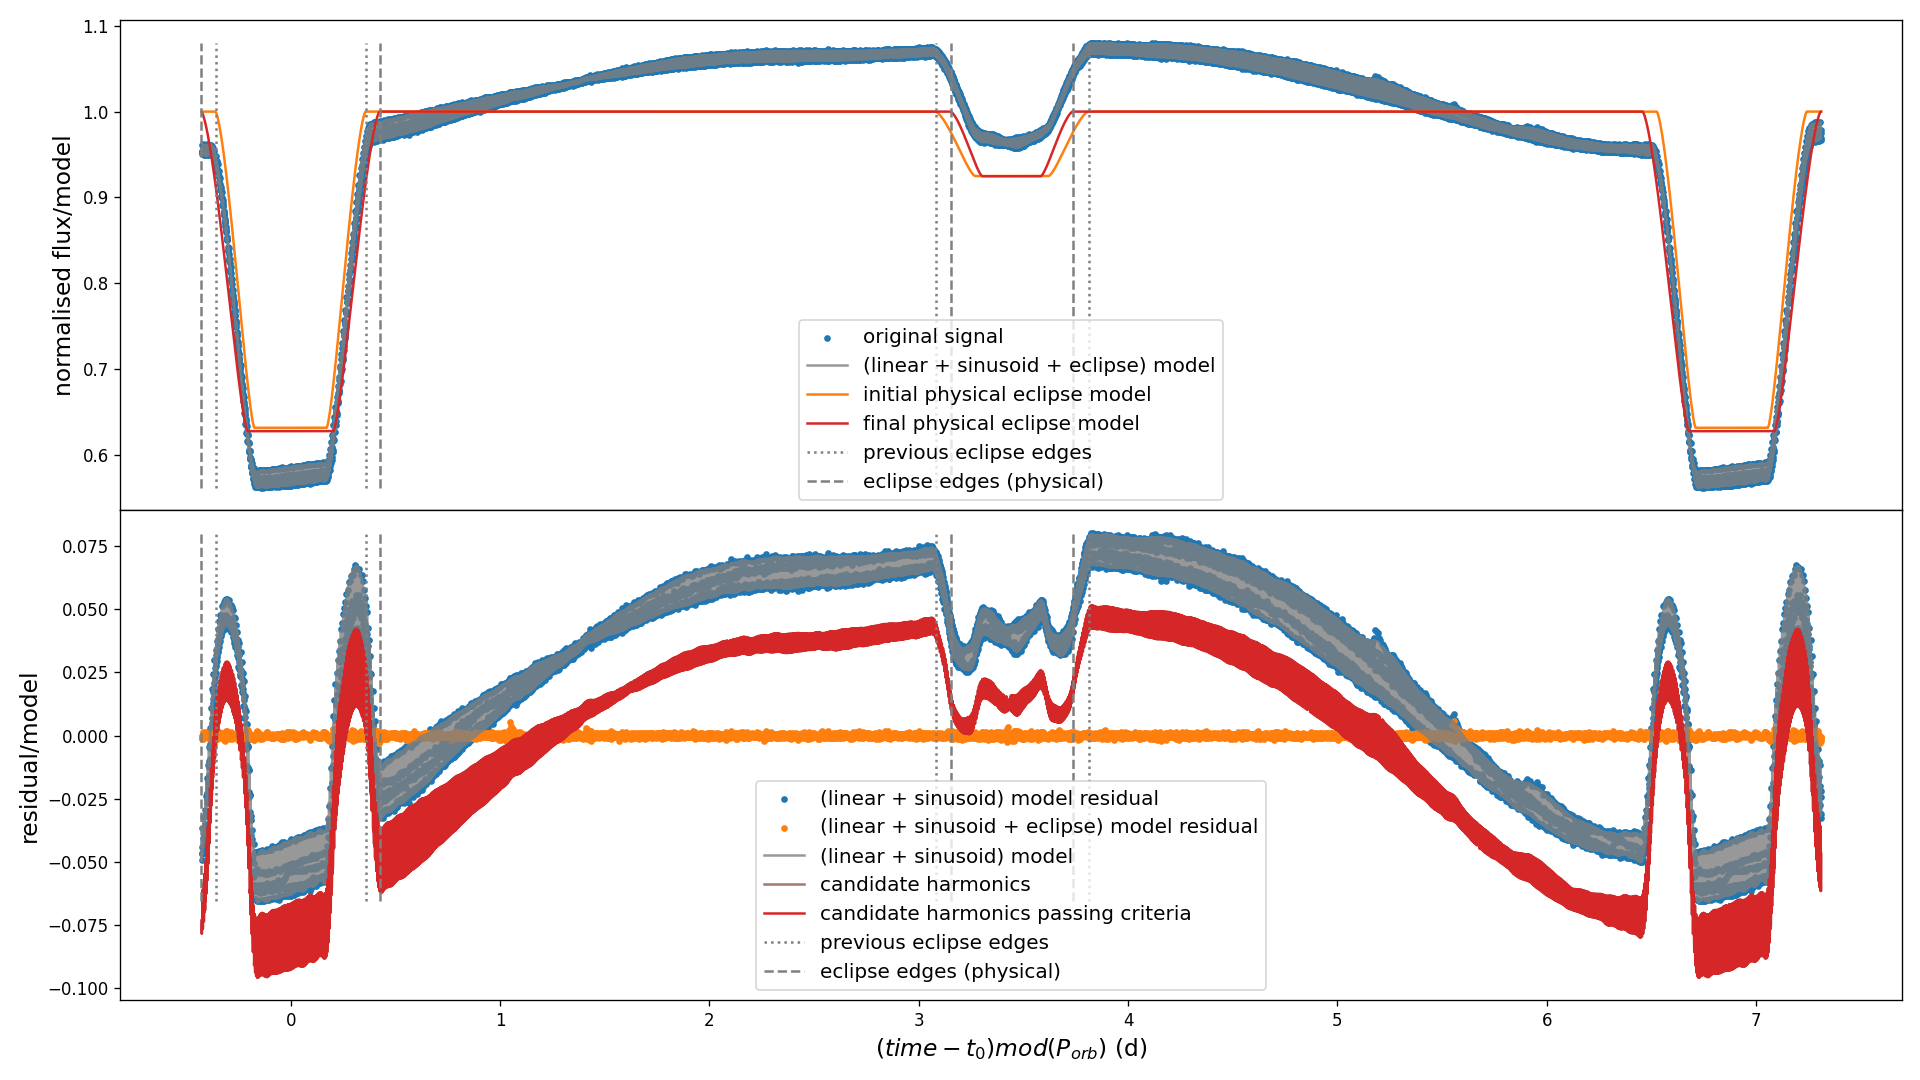 1.1
1.0
0.9
0.8
0.7
0.6
normalised flux/model
original signal
(linear + sinusoid + eclipse) model
initial physical eclipse model
final physical eclipse model
previous eclipse edges
eclipse edges (physical)
0.075
0.050
0.025
0.000
−0.025
−0.050
−0.075
−0.100
residual/model
(linear + sinusoid) model residual
(linear + sinusoid + eclipse) model residual
(linear + sinusoid) model
candidate harmonics
candidate harmonics passing criteria
previous eclipse edges
eclipse edges (physical)
0 1 2 3 4 5 6 7
(time − t₀)mod(Pₒᵣb) (d)